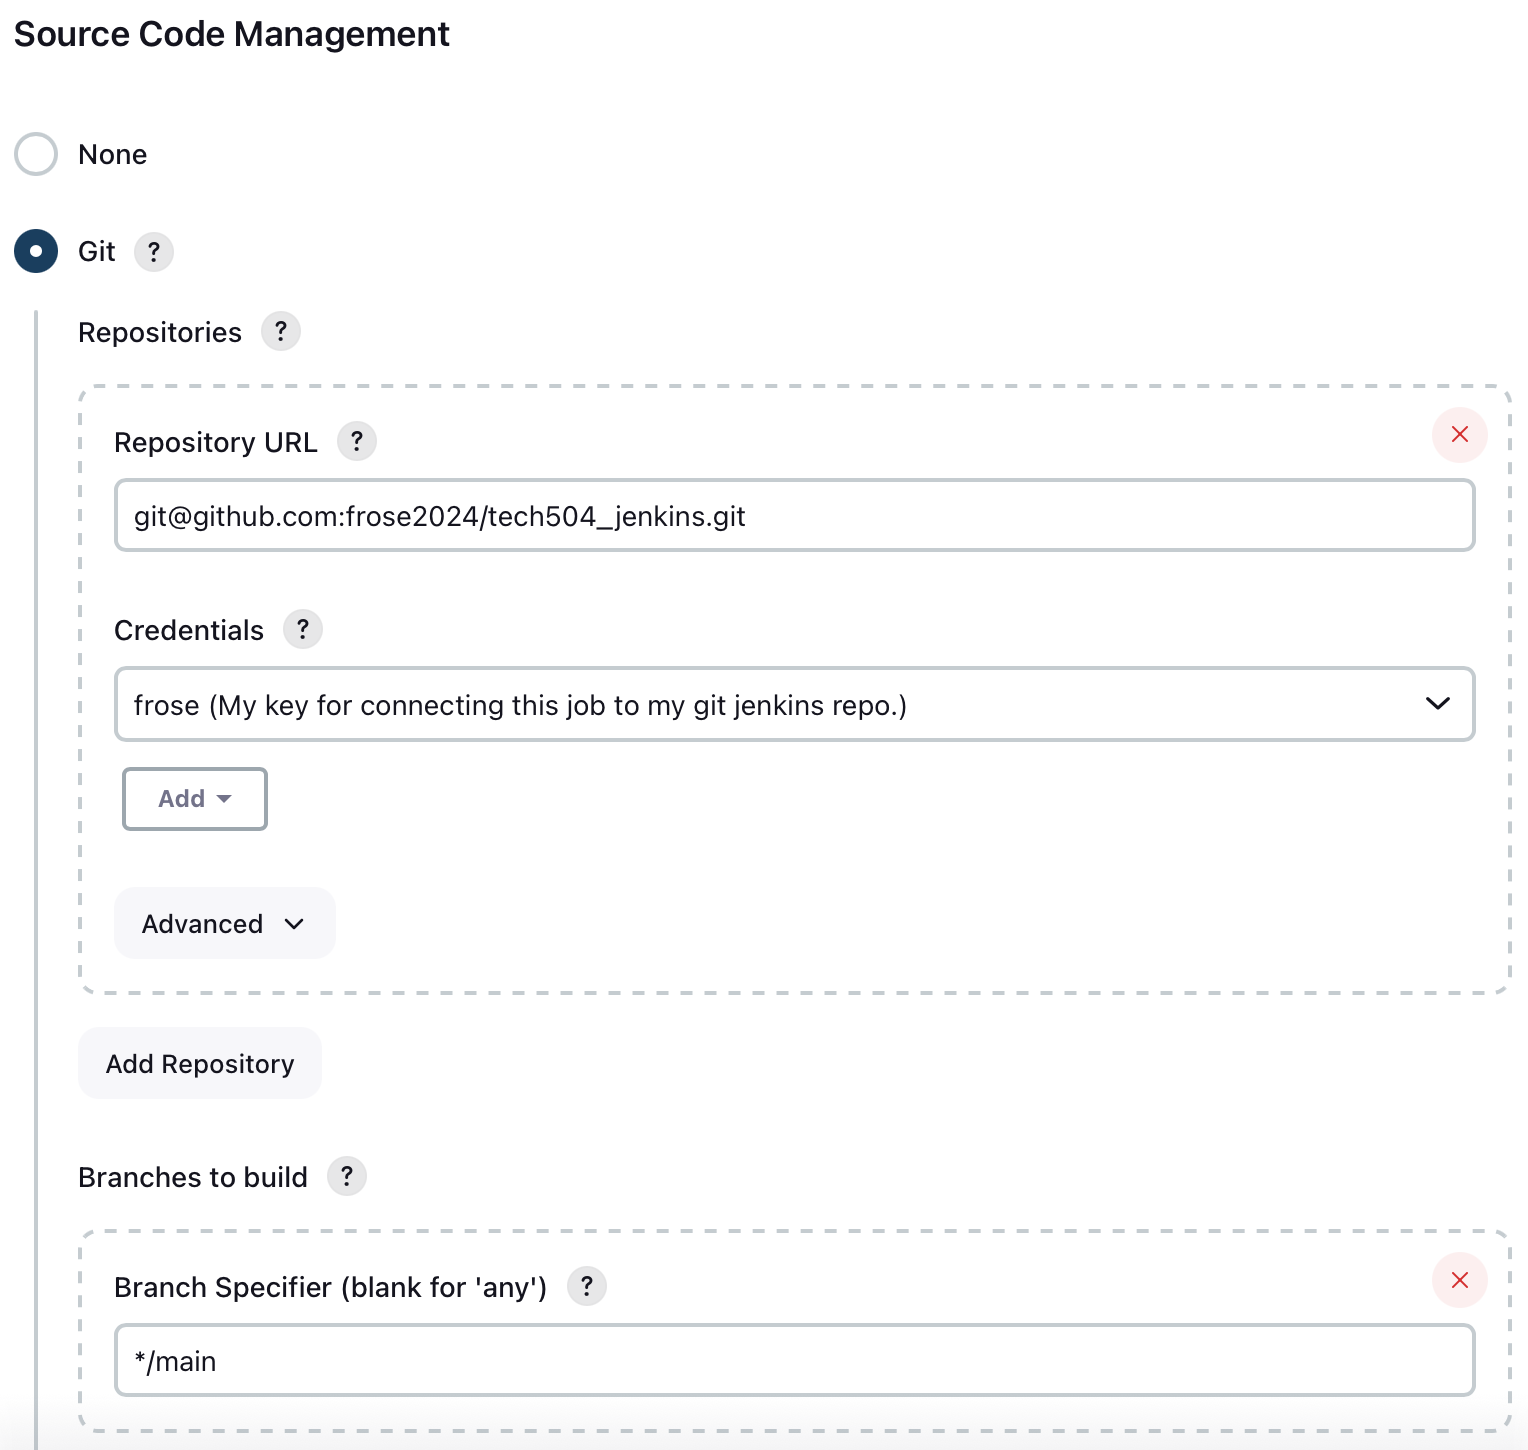 Source Code Management
None
Git ?
Repositories ?
Repository URL ?
git@github.com:frose2024/tech504_jenkins.git
Credentials ?
frose (My key for connecting this job to my git jenkins repo.)
Add
Advanced
Add Repository
Branches to build ?
Branch Specifier (blank for 'any') ?
*/main